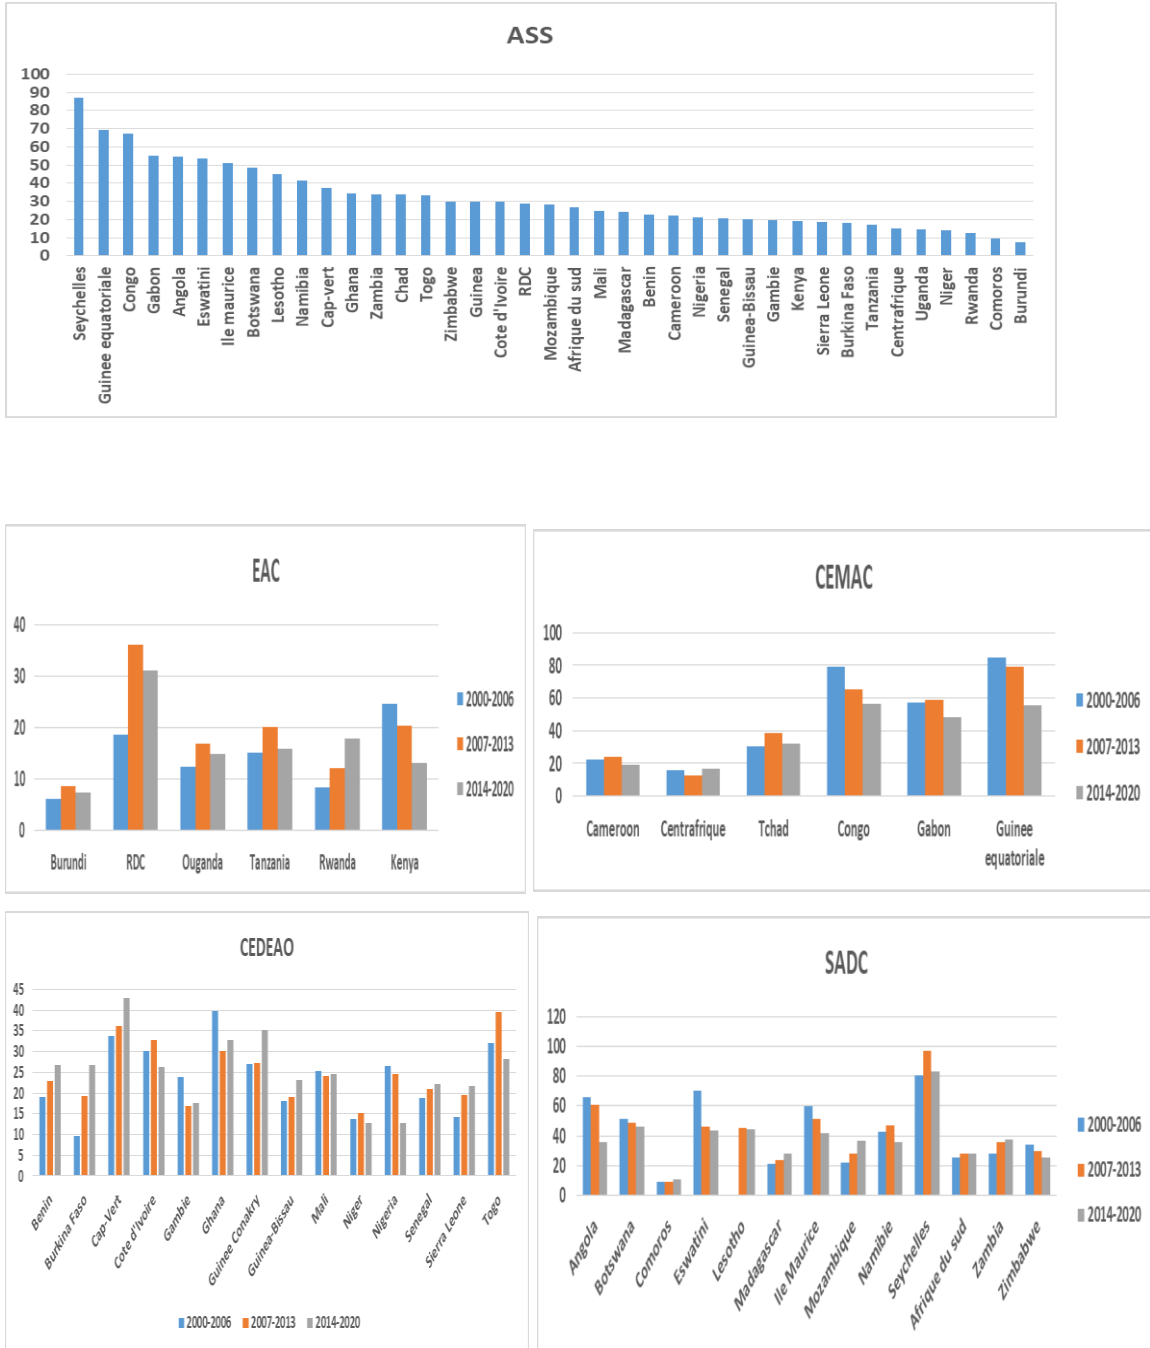 ASS
100
90
80
70
60
50
40
30
20
10
0
Seychelles
Guinee equatoriale
Congo
Gabon
Angola
Eswatini
Ile maurice
Botswana
Lesotho
Namibia
Cap-vert
Ghana
Zambia
Chad
Togo
Zimbabwe
Guinea
Cote d'Ivoire
RDC
Mozambique
Afrique du sud
Mali
Madagascar
Benin
Cameroon
Nigeria
Senegal
Guinea-Bissau
Gambie
Kenya
Sierra Leone
Burkina Faso
Tanzania
Centrafrique
Uganda
Niger
Rwanda
Comoros
Burundi
EAC
40
30
20
10
0
Burundi
RDC
Ouganda
Tanzania
Rwanda
Kenya
2000-2006
2007-2013
2014-2020
CEMAC
100
80
60
40
20
0
Cameroon
Centrafrique
Tchad
Congo
Gabon
Guinee
equatoriale
2000-2006
2007-2013
2014-2020
CEDEAO
45
40
35
30
25
20
15
10
5
0
Benin
Burkina Faso
Cap-Vert
Cote d'Ivoire
Gambie
Ghana
Guinee Conakry
Guinea-Bissau
Mali
Niger
Nigeria
Senegal
Sierra Leone
Togo
2000-2006 2007-2013 2014-2020
SADC
120
100
80
60
40
20
0
Angola
Botswana
Comoros
Eswatini
Lesotho
Madagascar
Ile Maurice
Mozambique
Namibie
Seychelles
Afrique du sud
Zambia
Zimbabwe
2000-2006
2007-2013
2014-2020